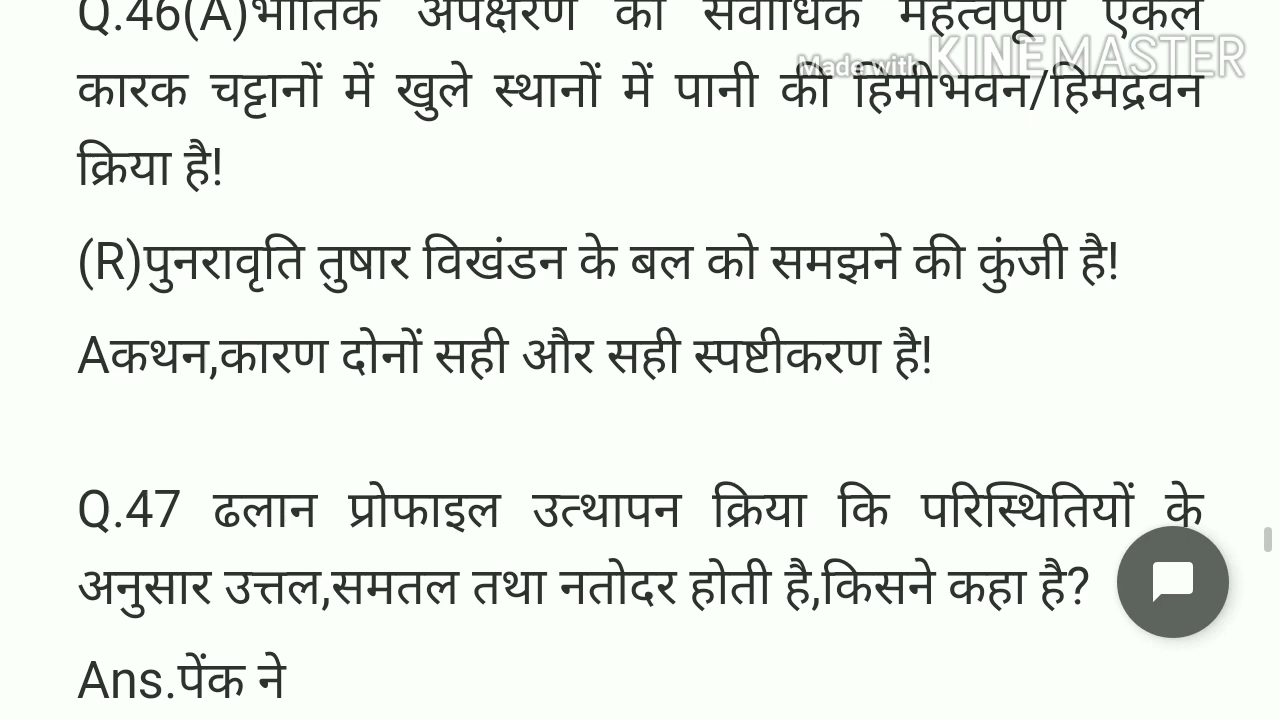 Q.46(A)भौतिक अपक्षरण का सर्वाधिक महत्वपूर्ण एकल
Made with KINEMASTER
कारक चट्टानों में खुले स्थानों में पानी की हिमीभवन/हिमद्रवन
क्रिया है!
(R)पुनरावृति तुषार विखंडन के बल को समझने की कुंजी है!
Aकथन,कारण दोनों सही और सही स्पष्टीकरण है!
Q.47 ढलान प्रोफाइल उत्थापन क्रिया कि परिस्थितियों के
अनुसार उत्तल,समतल तथा नतोदर होती है,किसने कहा है?
Ans.पेंक ने